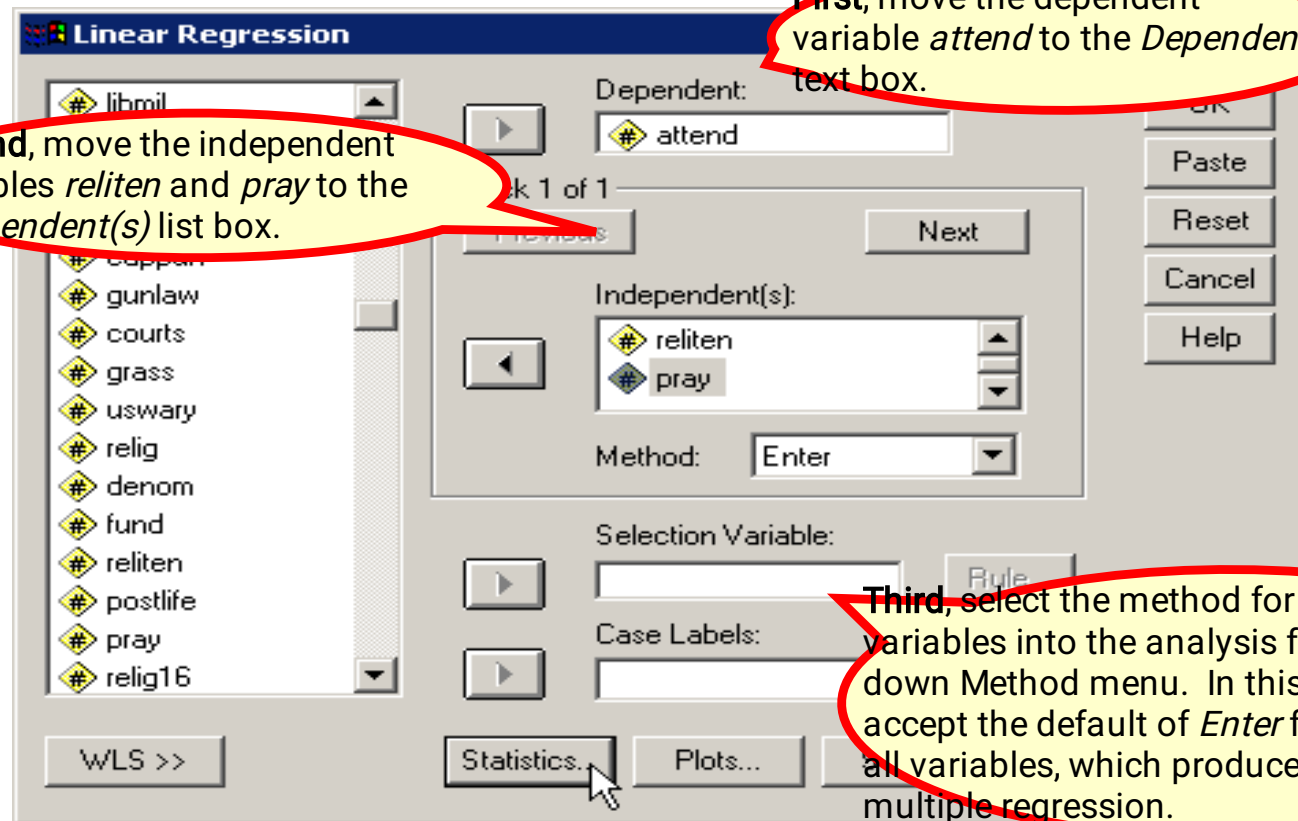 First, move the dependent
variable attend to the Dependen
text box.
Linear Regression
libmil
nd, move the independent
bles reliten and pray to the
endent(s) list box.
gunlaw
courts
grass
uswary
relig
denom
fund
reliten
postlife
pray
relig16
WLS >>
Dependent:
attend
ck 1 of 1
Previous
Next
Independent(s):
reliten
pray
Method: Enter
Selection Variable:
Rule...
Case Labels:
Statistics...
Plots...
OK
Paste
Reset
Cancel
Help
Third, select the method for
variables into the analysis f
down Method menu. In this
accept the default of Enter f
all variables, which produce
multiple regression.